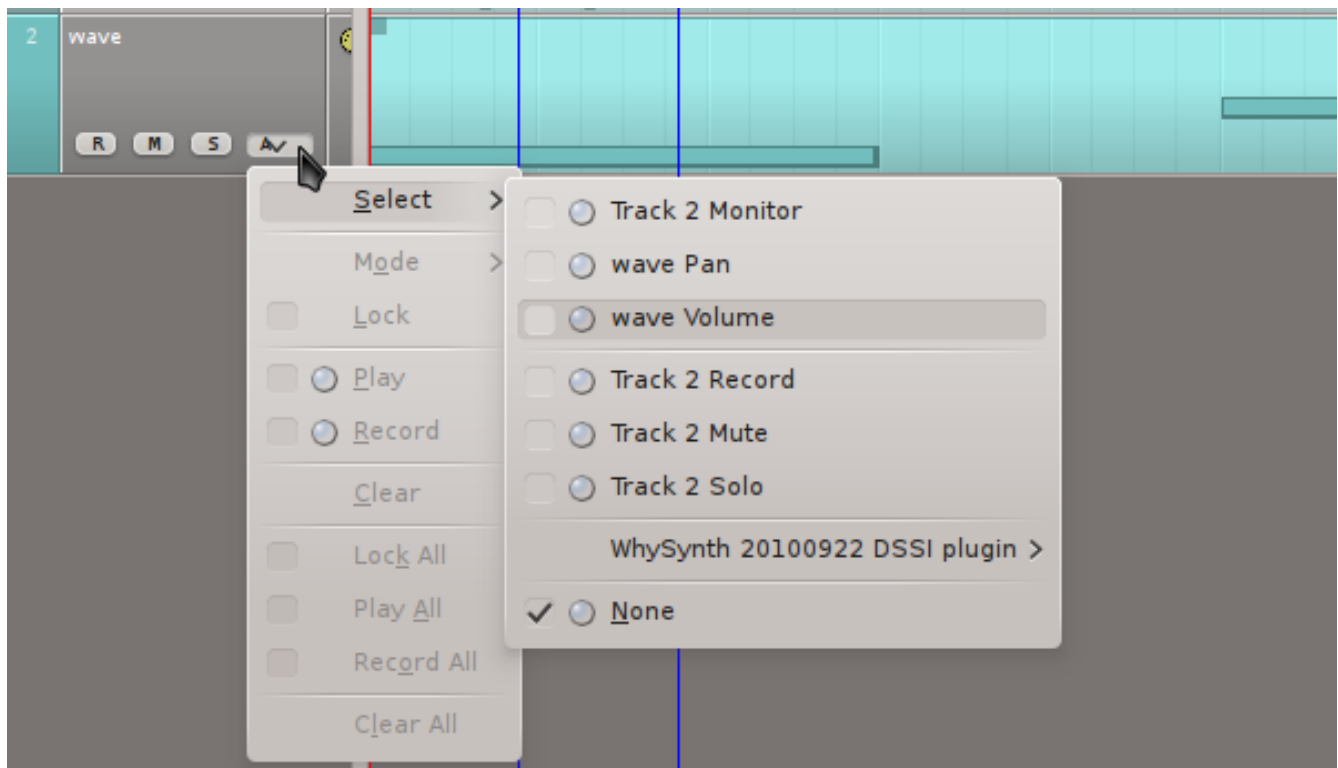 2 wave
R M S A
Select
Mode
Lock
Play
Record
Clear
Lock All
Play All
Record All
Clear All
Track 2 Monitor
wave Pan
wave Volume
Track 2 Record
Track 2 Mute
Track 2 Solo
WhySynth 20100922 DSSI plugin
None